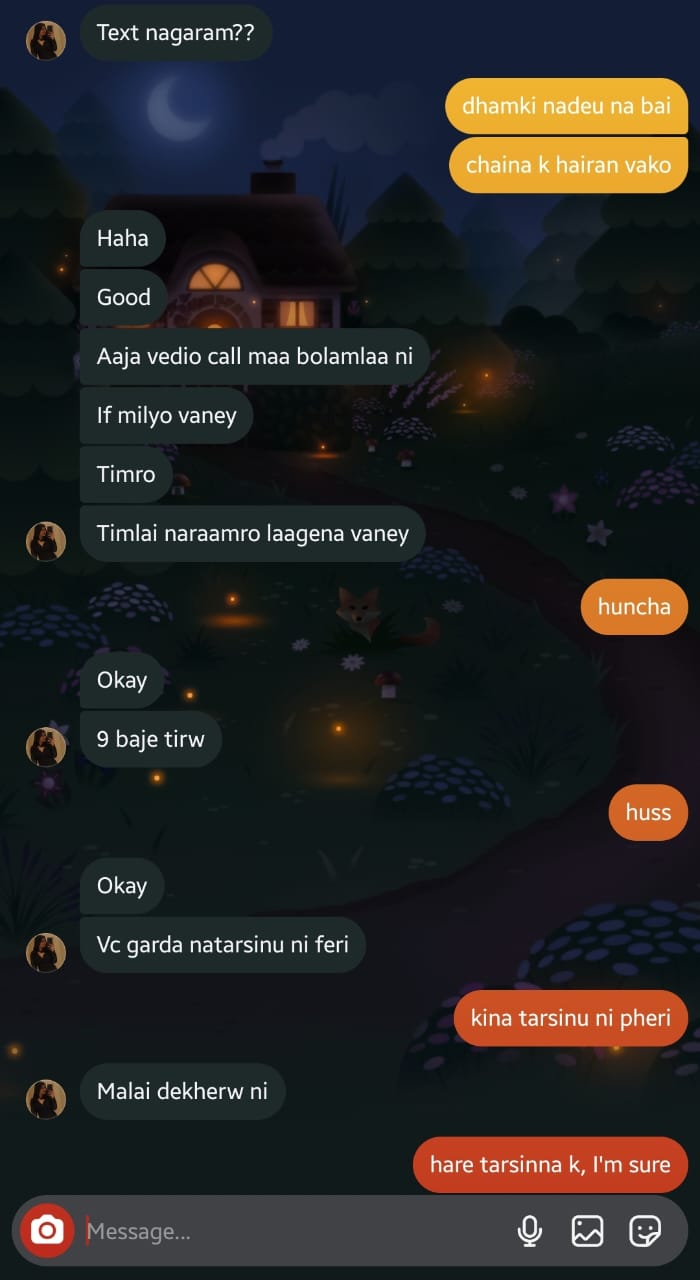 Text nagaram??
dhamki nadeu na bai
chaina k hairan vako
Haha
Good
Aaja vedio call maa bolamlaa ni
If milyo vaney
Timro
Timlai naraamro laagena vaney
huncha
Okay
9 baje tirw
huss
Okay
Vc garda natarsinu ni feri
kina tarsinu ni pheri
Malai dekherw ni
hare tarsinna k, I'm sure
Message...